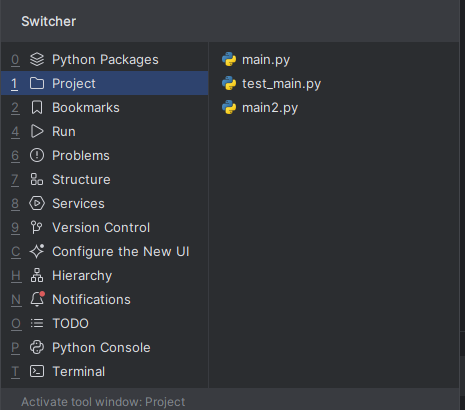 Switcher
0 Python Packages
1 Project
2 Bookmarks
4 Run
6 Problems
7 Structure
8 Services
9 Version Control
C Configure the New UI
H Hierarchy
N Notifications
O TODO
P Python Console
T Terminal
main.py
test_main.py
main2.py
Activate tool window: Project